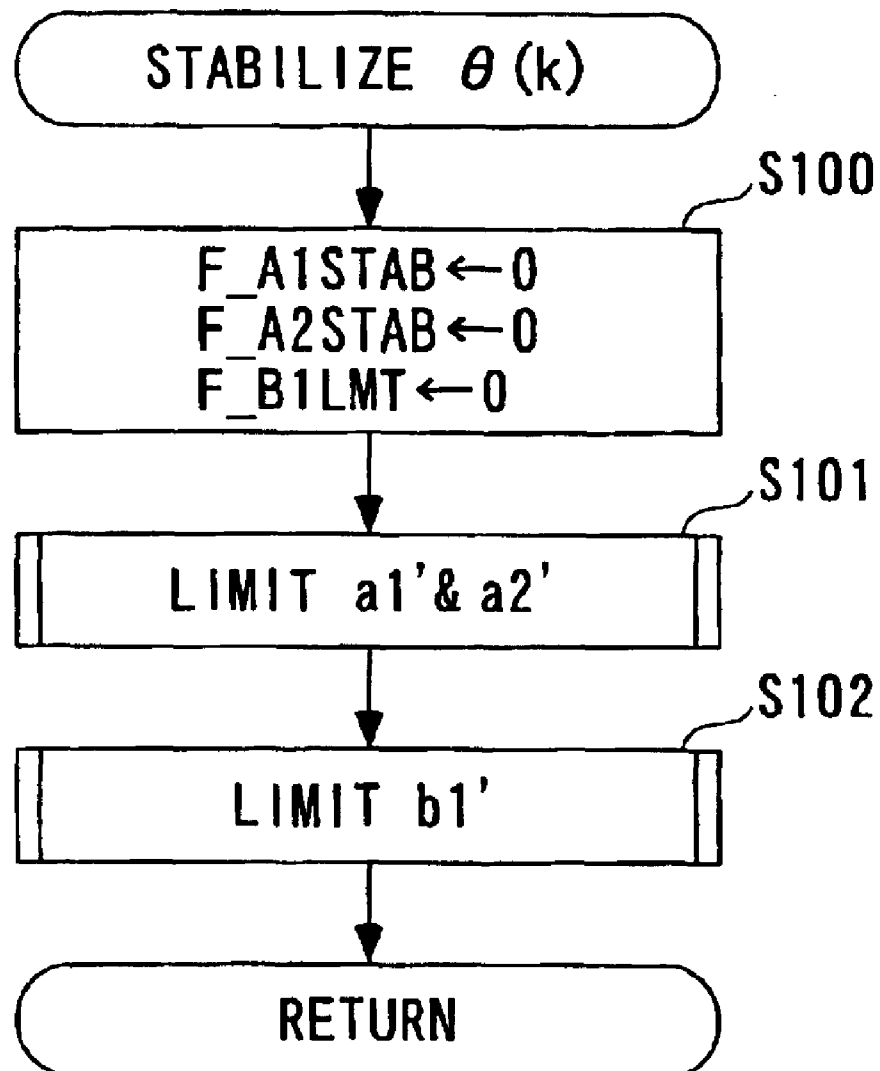 STABILIZE θ(k)
S100
F_A1STAB←0
F_A2STAB←0
F_B1LMT←0
S101
LIMIT a1'& a2'
S102
LIMIT b1'
RETURN